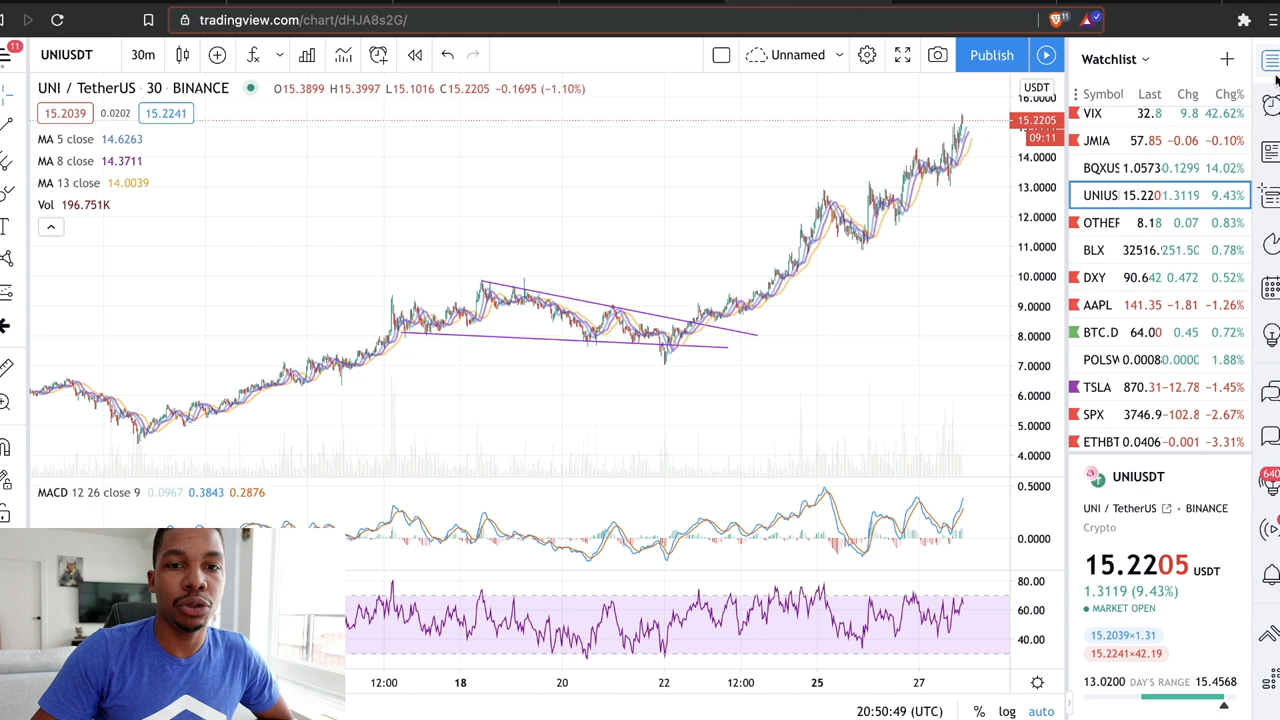 tradingview.com/chart/dHJA8s2G/
11
11
UNIUSDT
30m
Unnamed
Publish
Watchlist
UNI / TetherUS · 30 · BINANCE
O15.3899 H15.3997 L15.1016 C15.2205 -0.1695 (-1.10%)
15.2039
0.0202
15.2241
MA 5 close 14.6263
MA 8 close 14.3711
MA 13 close 14.0039
Vol 196.751K
USDT
16.0000
15.2205
09:11
14.0000
13.0000
12.0000
11.0000
10.0000
9.0000
8.0000
7.0000
6.0000
5.0000
4.0000
MACD 12 26 close 9 0.0967 0.3843 0.2876
0.5000
0.0000
80.00
60.00
40.00
12:00
18
20
22
12:00
25
27
20:50:49 (UTC)
%
log
auto
Symbol Last Chg Chg%
VIX 32.8 9.8 42.62%
JMIA 57.85 -0.06 -0.10%
BQXUS 1.0573 0.1299 14.02%
UNIUS 15.220 1.3119 9.43%
OTHER 8.18 0.07 0.83%
BLX 32516. 251.50 0.78%
DXY 90.642 0.472 0.52%
AAPL 141.35 -1.81 -1.26%
BTC.D 64.00 0.45 0.72%
POLSW 0.0008 0.0000 1.88%
TSLA 870.31 -12.78 -1.45%
SPX 3746.9 -102.8 -2.67%
ETHBT 0.0406 -0.001 -3.31%
UNIUSDT
UNI / TetherUS • BINANCE
Crypto
15.2205 USDT
1.3119 (9.43%)
MARKET OPEN
15.2039×1.31
15.2241×42.19
13.0200 DAY'S RANGE 15.4568
640